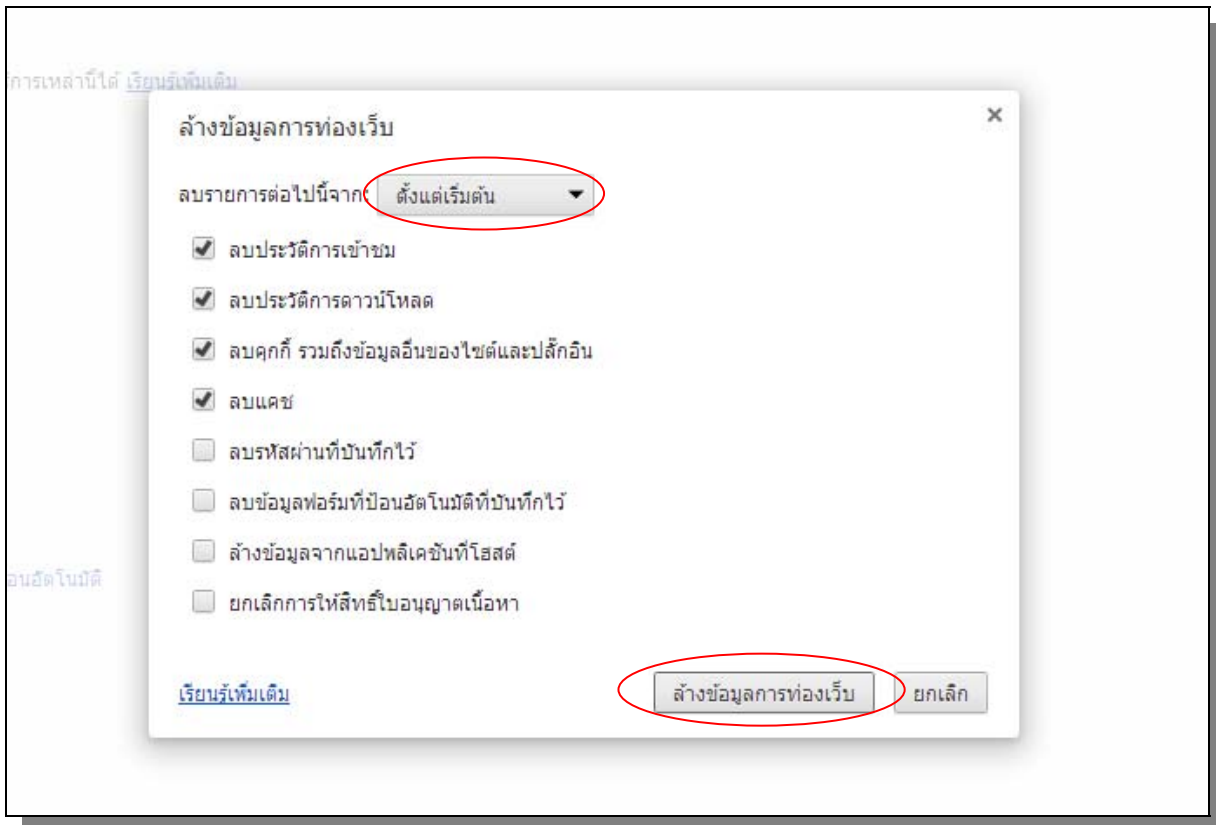 การเหล่านี้ได้ เรียนรู้เพิ่มเติม
ล้างข้อมูลการท่องเว็บ
×
ลบรายการต่อไปนี้จาก: ตั้งแต่เริ่มต้น
ลบประวัติการเข้าชม
ลบประวัติการดาวน์โหลด
ลบคุกกี้ รวมถึงข้อมูลอื่นของไซต์และปลั๊กอิน
ลบแคช
ลบรหัสผ่านที่บันทึกไว้
ลบข้อมูลฟอร์มที่ป้อนอัตโนมัติที่บันทึกไว้
ล้างข้อมูลจากแอปพลิเคชันที่โฮสต์
อนอัตโนมัติ
ยกเลิกการให้สิทธิ์ใบอนุญาตเนื้อหา
เรียนรู้เพิ่มเติม
ล้างข้อมูลการท่องเว็บ
ยกเลิก